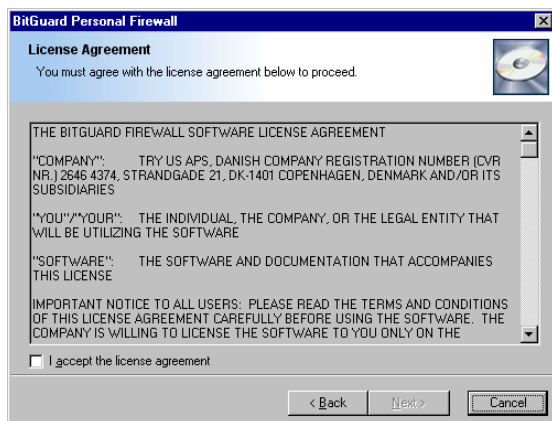 BitGuard Personal Firewall
License Agreement
You must agree with the license agreement below to proceed.
THE BITGUARD FIREWALL SOFTWARE LICENSE AGREEMENT
"COMPANY": TRY US APS, DANISH COMPANY REGISTRATION NUMBER (CVR
NR.) 2646 4374, STRANDGADE 21, DK-1401 COPENHAGEN, DENMARK AND/OR ITS
SUBSIDIARIES
"YOU"/"YOUR": THE INDIVIDUAL, THE COMPANY, OR THE LEGAL ENTITY THAT
WILL BE UTILIZING THE SOFTWARE
"SOFTWARE": THE SOFTWARE AND DOCUMENTATION THAT ACCOMPANIES
THIS LICENSE
IMPORTANT NOTICE TO ALL USERS: PLEASE READ THE TERMS AND CONDITIONS
OF THIS LICENSE AGREEMENT CAREFULLY BEFORE USING THE SOFTWARE. THE
COMPANY IS WILLING TO LICENSE THE SOFTWARE TO YOU ONLY ON THE
I accept the license agreement
< Back Next > Cancel